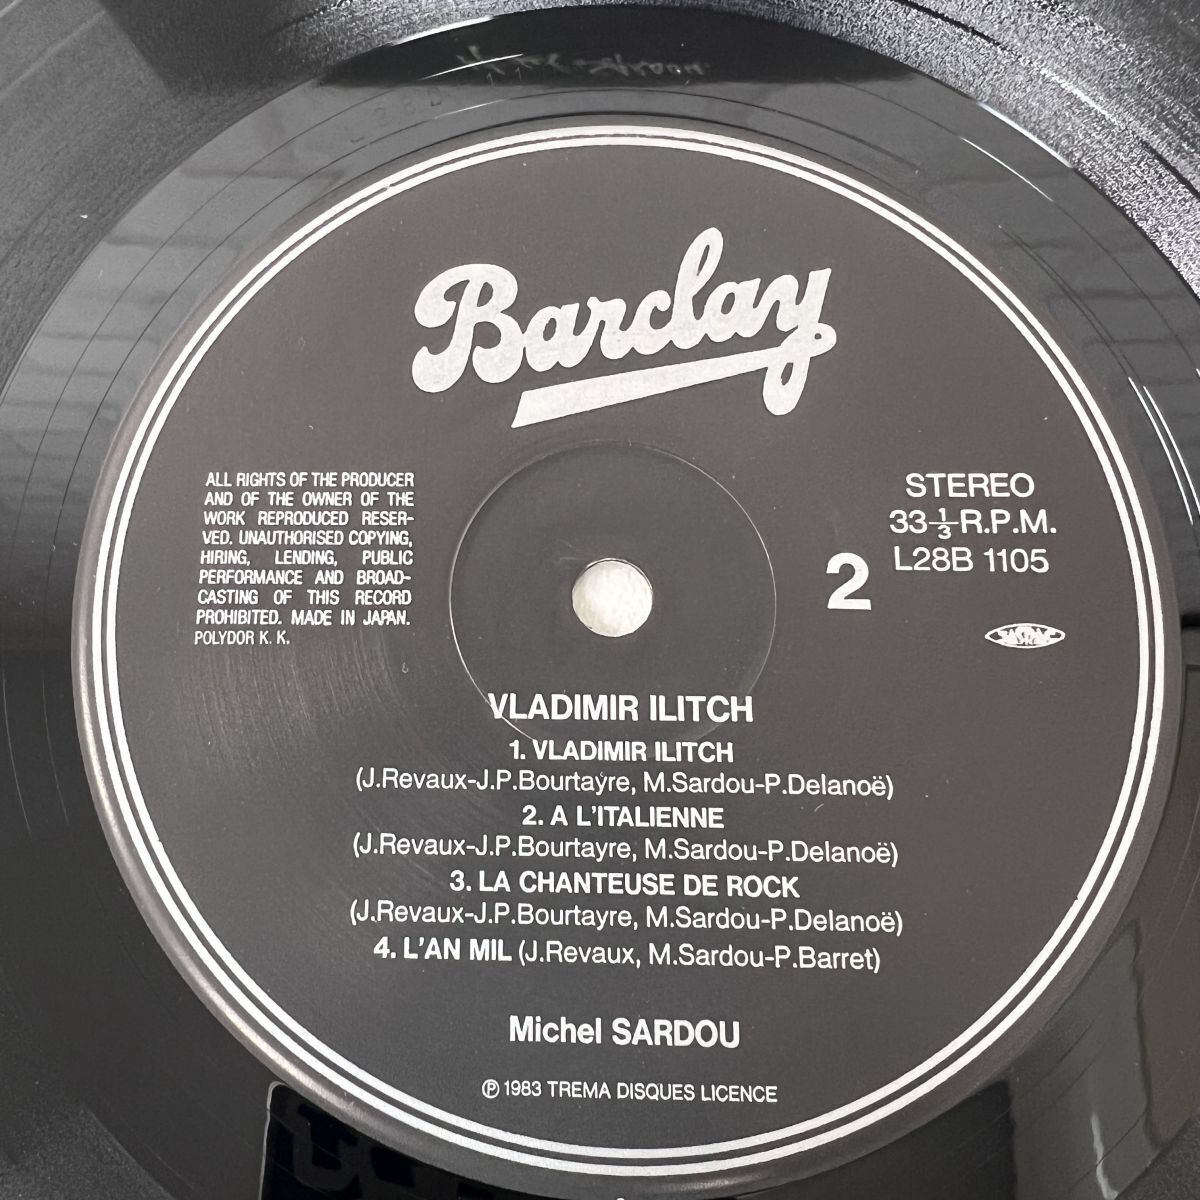 Barclay
ALL RIGHTS OF THE PRODUCER
AND OF THE OWNER OF THE
WORK REPRODUCED RESER-
VED. UNAUTHORISED COPYING,
HIRING, LENDING, PUBLIC
PERFORMANCE AND BROAD-
CASTING OF THIS RECORD
PROHIBITED. MADE IN JAPAN.
POLYDOR K. K.
STEREO
33 1/3 R.P.M.
L28B 1105
2
JASRAC
VLADIMIR ILITCH
1. VLADIMIR ILITCH
(J.Revaux-J.P.Bourtayre, M.Sardou-P.Delanoë)
2. A L'ITALIENNE
(J.Revaux-J.P.Bourtayre, M.Sardou-P.Delanoë)
3. LA CHANTEUSE DE ROCK
(J.Revaux-J.P.Bourtayre, M.Sardou-P.Delanoë)
4. L'AN MIL (J.Revaux, M.Sardou-P.Barret)
Michel SARDOU
Ⓟ 1983 TREMA DISQUES LICENCE